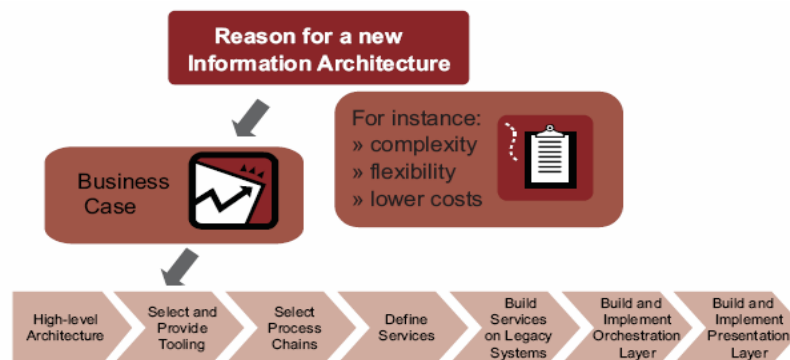 Reason for a new
Information Architecture
For instance:
» complexity
» flexibility
» lower costs
Business
Case
High-level
Architecture
Select and
Provide
Tooling
Select
Process
Chains
Define
Services
Build
Services
on Legacy
Systems
Build and
Implement
Orchestration
Layer
Build and
Implement
Presentation
Layer